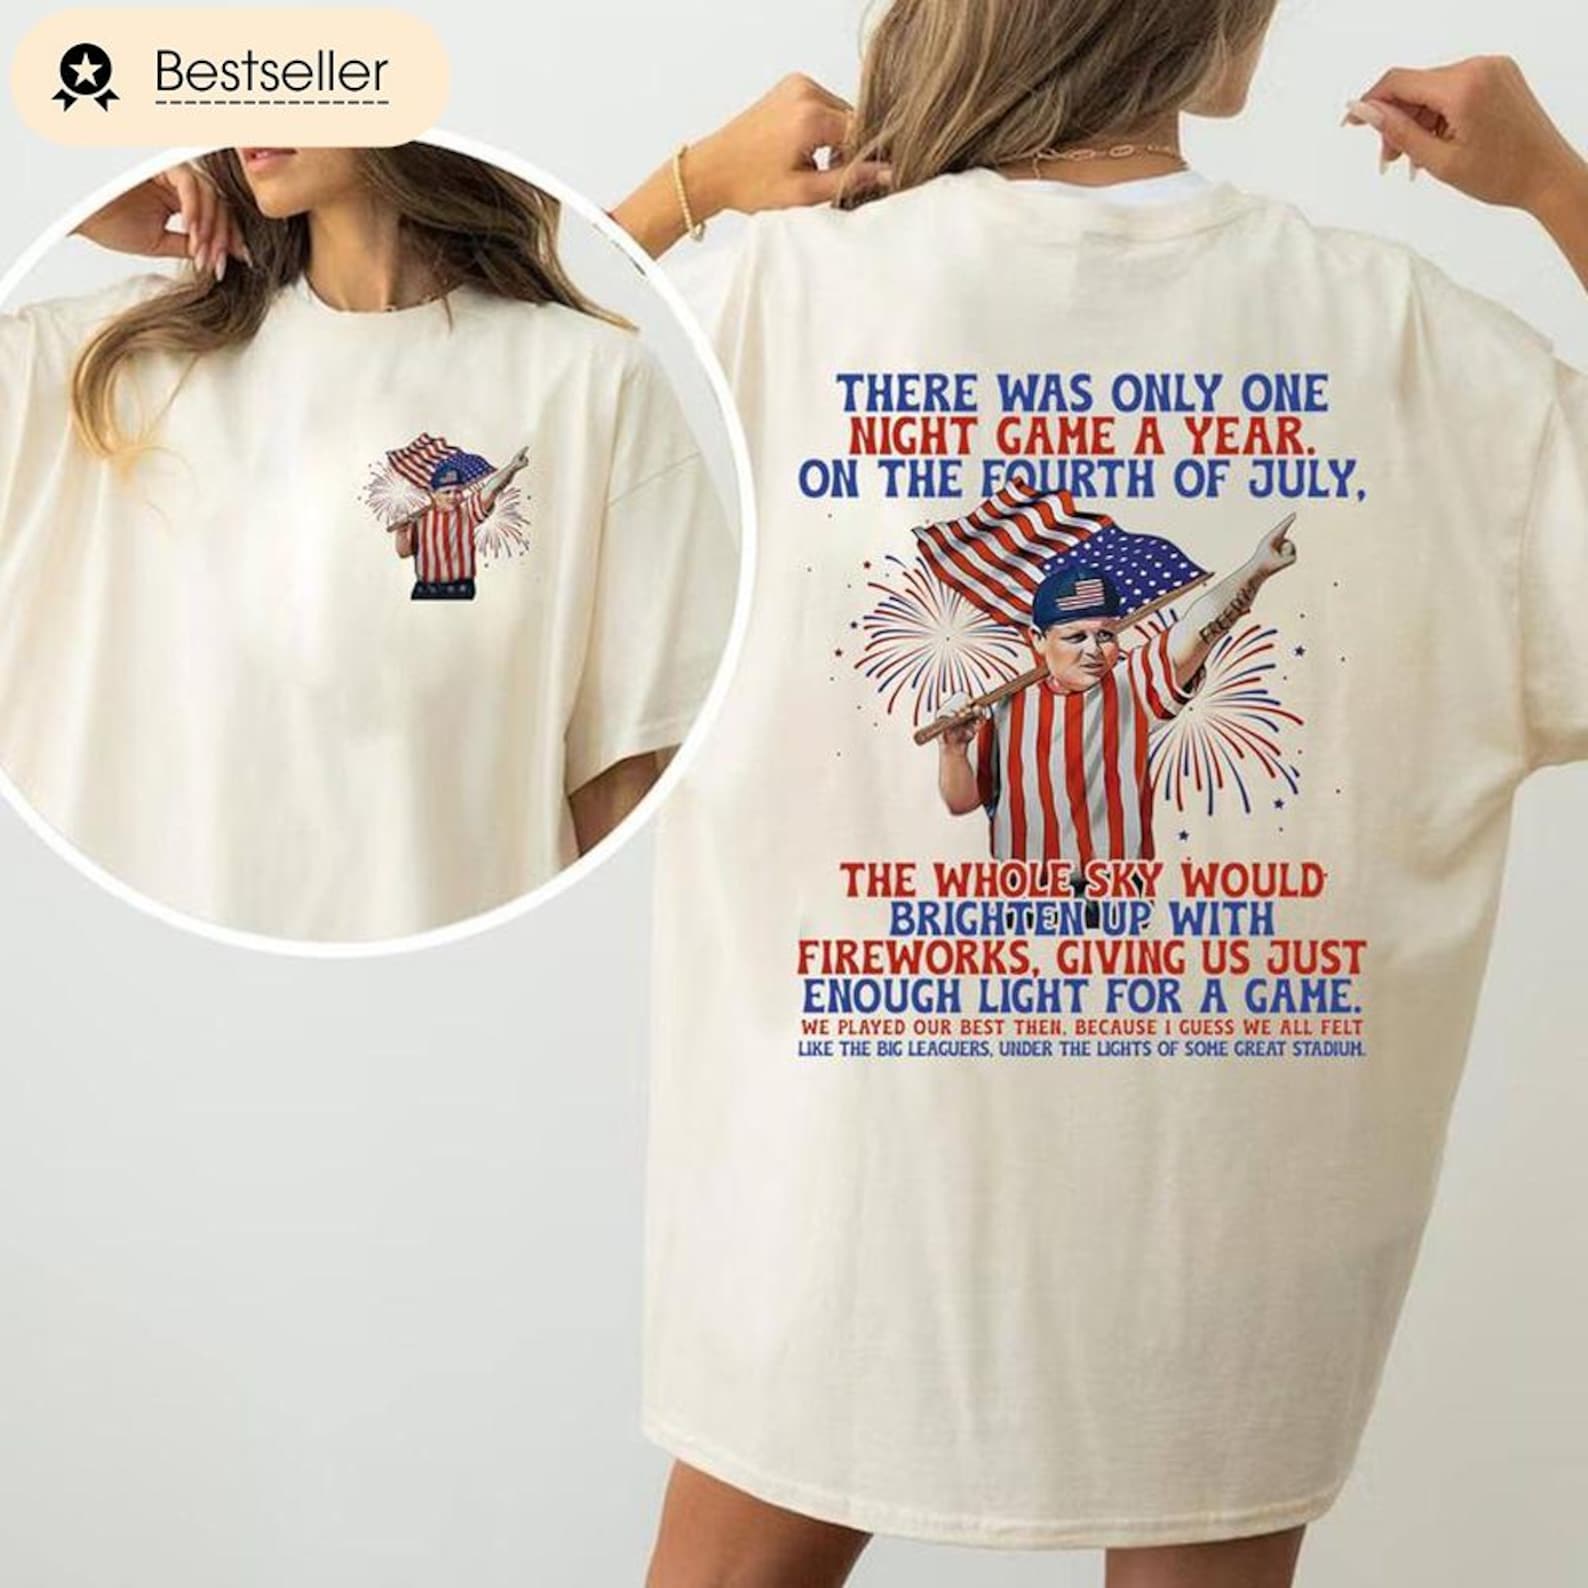 Bestseller
THERE WAS ONLY ONE
NIGHT GAME A YEAR.
ON THE FOURTH OF JULY,
FREEDOM
THE WHOLE SKY WOULD
BRIGHTEN UP WITH
FIREWORKS, GIVING US JUST
ENOUGH LIGHT FOR A GAME.
WE PLAYED OUR BEST THEN, BECAUSE I GUESS WE ALL FELT
LIKE THE BIG LEAGUERS, UNDER THE LIGHTS OF SOME GREAT STADIUM.